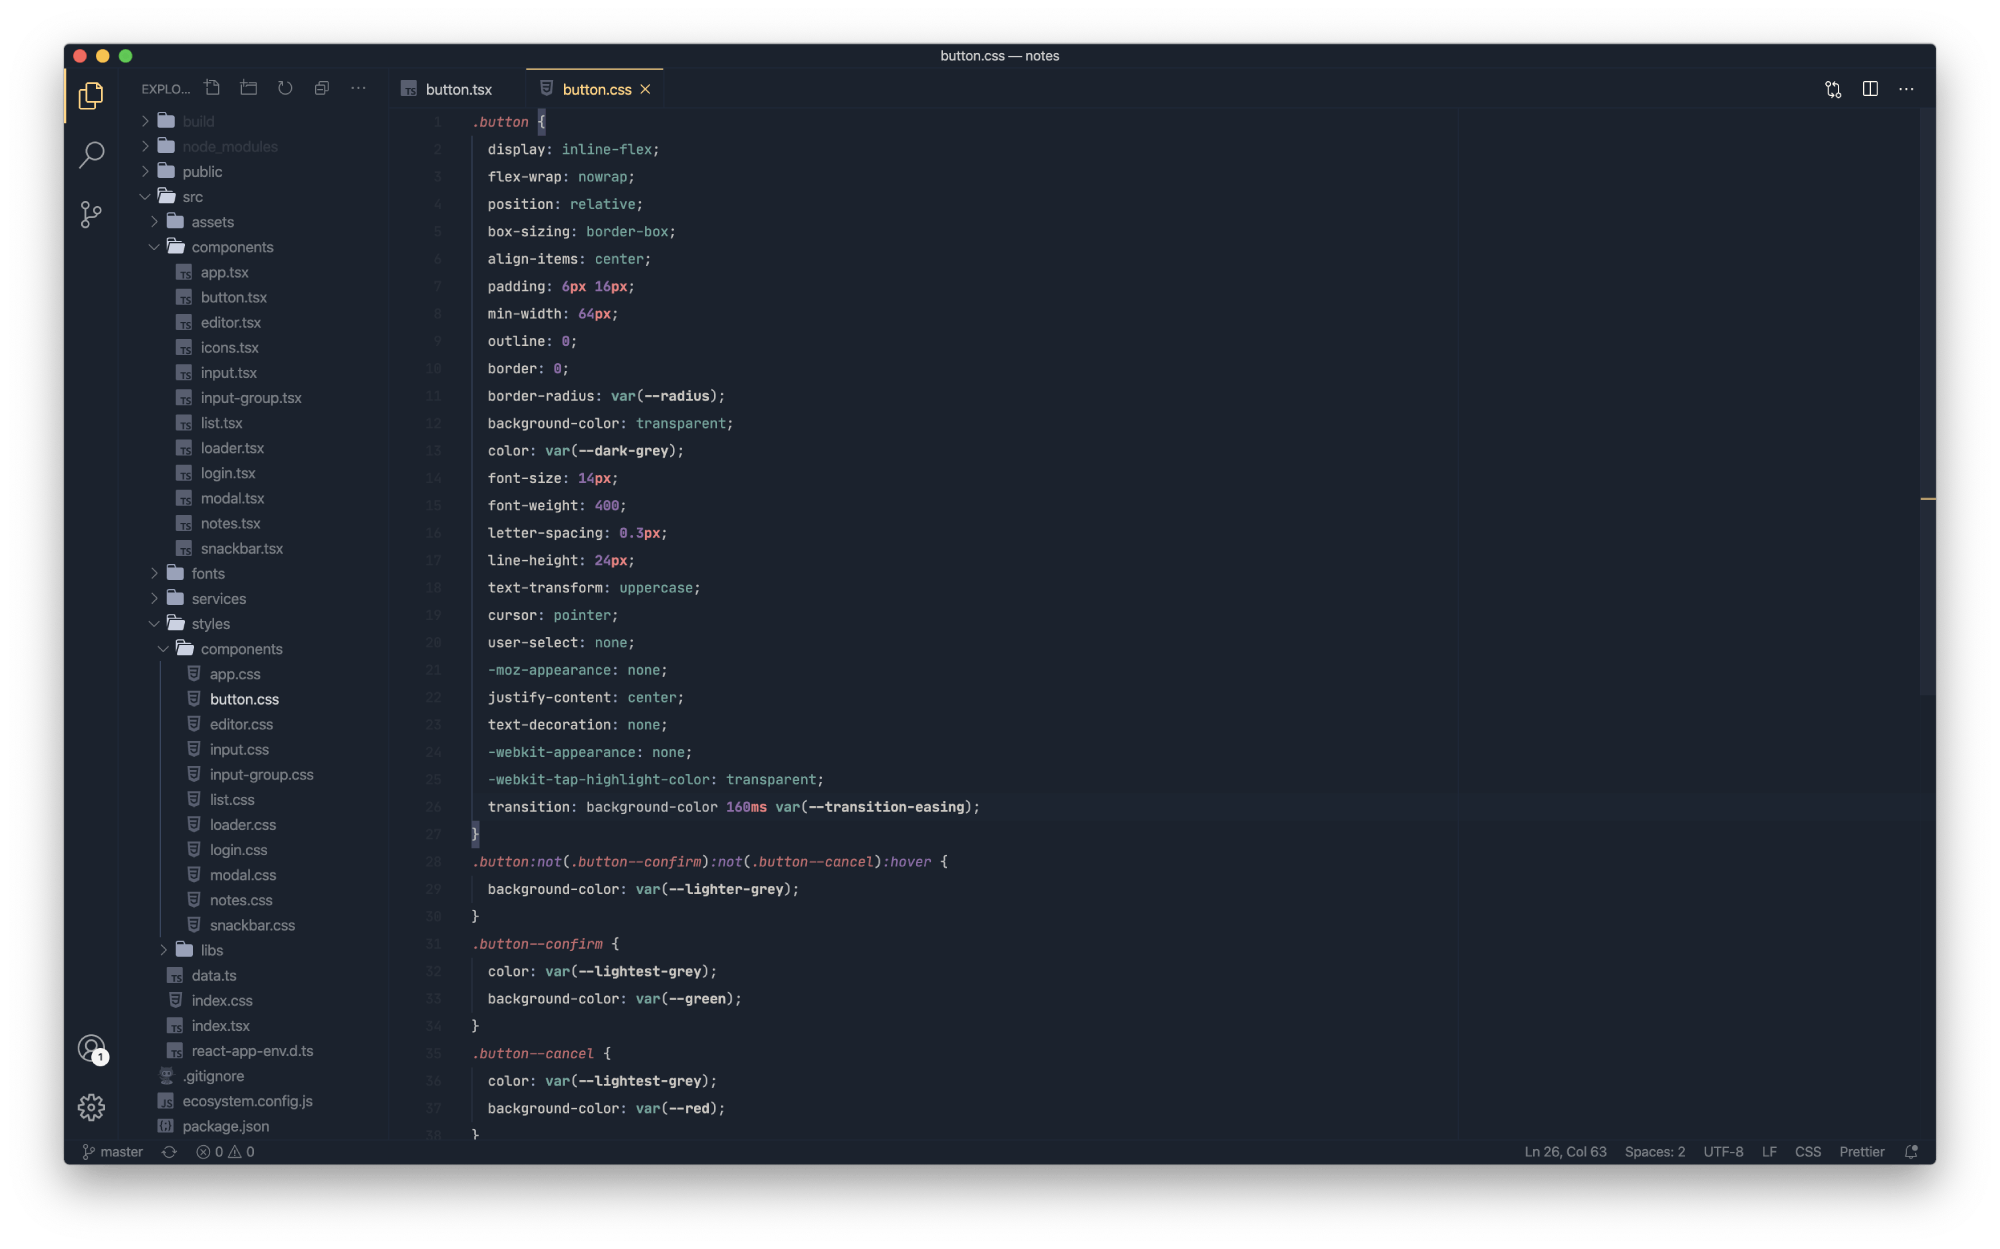 button.css — notes
EXPLO...
build
node_modules
public
src
assets
components
app.tsx
button.tsx
editor.tsx
icons.tsx
input.tsx
input-group.tsx
list.tsx
loader.tsx
login.tsx
modal.tsx
notes.tsx
snackbar.tsx
fonts
services
styles
components
app.css
button.css
editor.css
input.css
input-group.css
list.css
loader.css
login.css
modal.css
notes.css
snackbar.css
libs
data.ts
index.css
index.tsx
react-app-env.d.ts
.gitignore
ecosystem.config.js
package.json
1
button.tsx
button.css
1 .button {
2 display: inline-flex;
3 flex-wrap: nowrap;
4 position: relative;
5 box-sizing: border-box;
6 align-items: center;
7 padding: 6px 16px;
8 min-width: 64px;
9 outline: 0;
10 border: 0;
11 border-radius: var(--radius);
12 background-color: transparent;
13 color: var(--dark-grey);
14 font-size: 14px;
15 font-weight: 400;
16 letter-spacing: 0.3px;
17 line-height: 24px;
18 text-transform: uppercase;
19 cursor: pointer;
20 user-select: none;
21 -moz-appearance: none;
22 justify-content: center;
23 text-decoration: none;
24 -webkit-appearance: none;
25 -webkit-tap-highlight-color: transparent;
26 transition: background-color 160ms var(--transition-easing);
27 }
28 .button:not(.button--confirm):not(.button--cancel):hover {
29 background-color: var(--lighter-grey);
30 }
31 .button--confirm {
32 color: var(--lightest-grey);
33 background-color: var(--green);
34 }
35 .button--cancel {
36 color: var(--lightest-grey);
37 background-color: var(--red);
38 }
master 0 0
Ln 26, Col 63 Spaces: 2 UTF-8 LF CSS Prettier